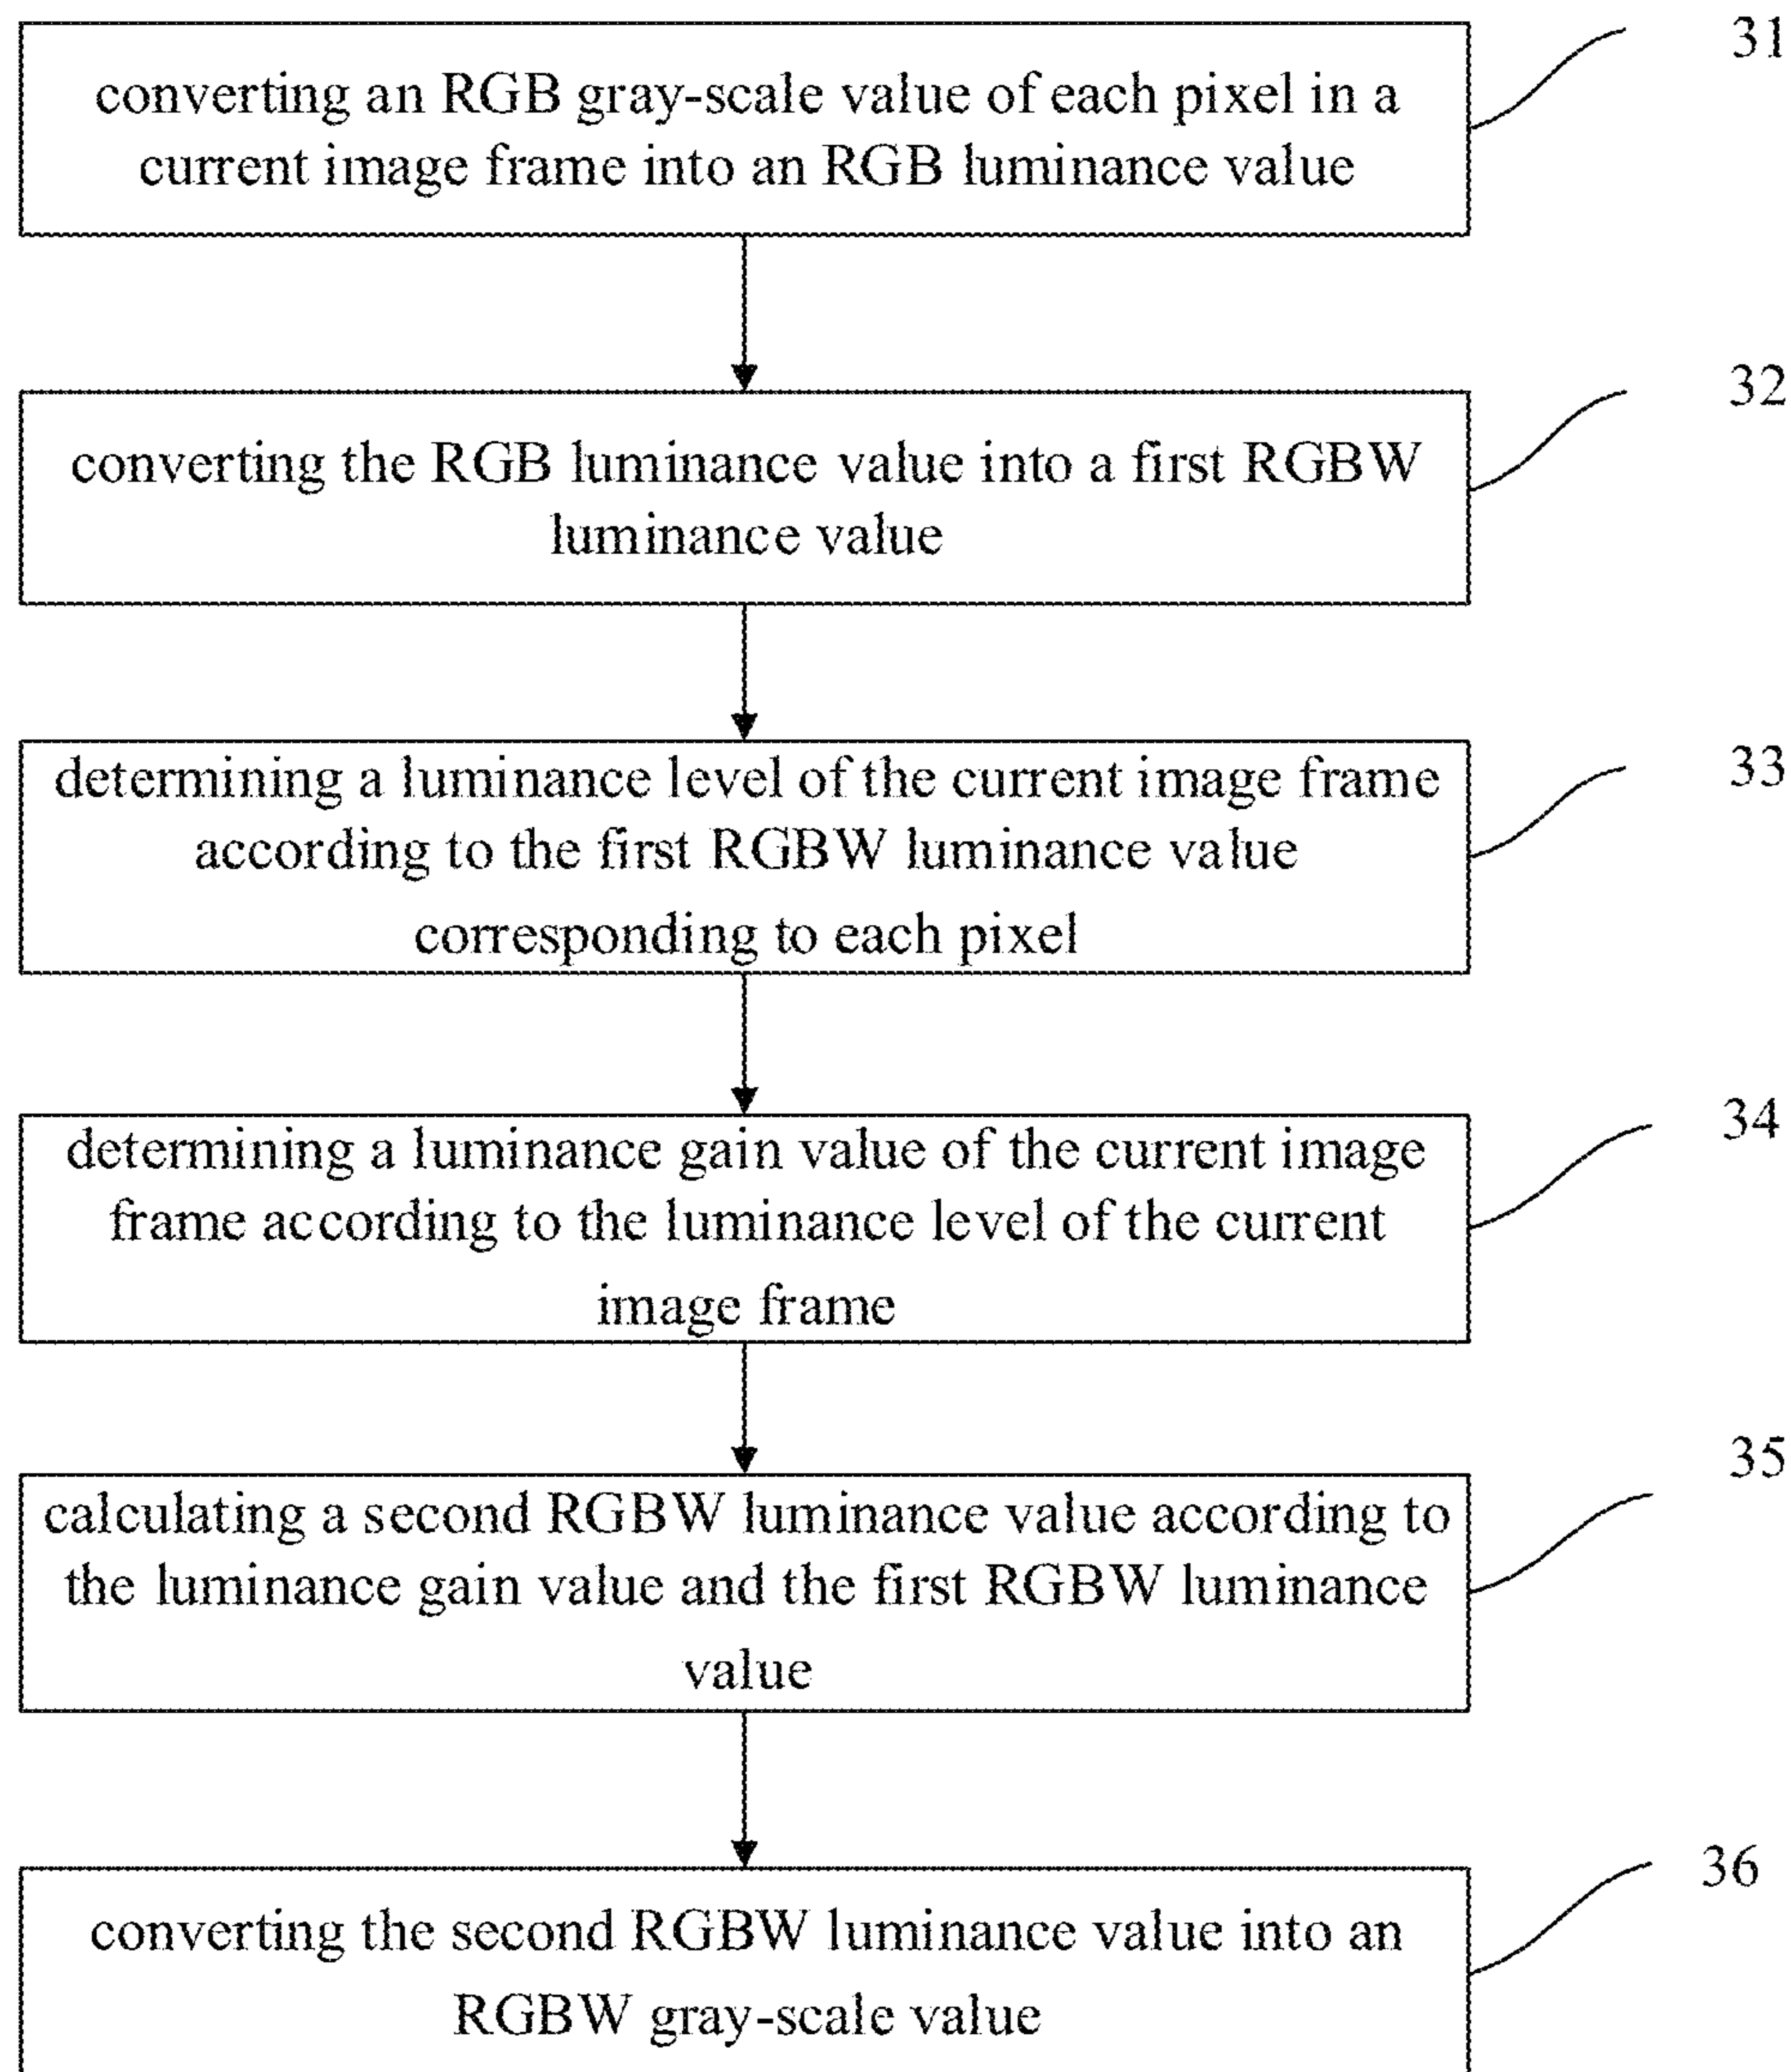 31
converting an RGB gray-scale value of each pixel in a
current image frame into an RGB luminance value
32
converting the RGB luminance value into a first RGBW
luminance value
33
determining a luminance level of the current image frame
according to the first RGBW luminance value
corresponding to each pixel
34
determining a luminance gain value of the current image
frame according to the luminance level of the current
image frame
35
calculating a second RGBW luminance value according to
the luminance gain value and the first RGBW luminance
value
36
converting the second RGBW luminance value into an
RGBW gray-scale value